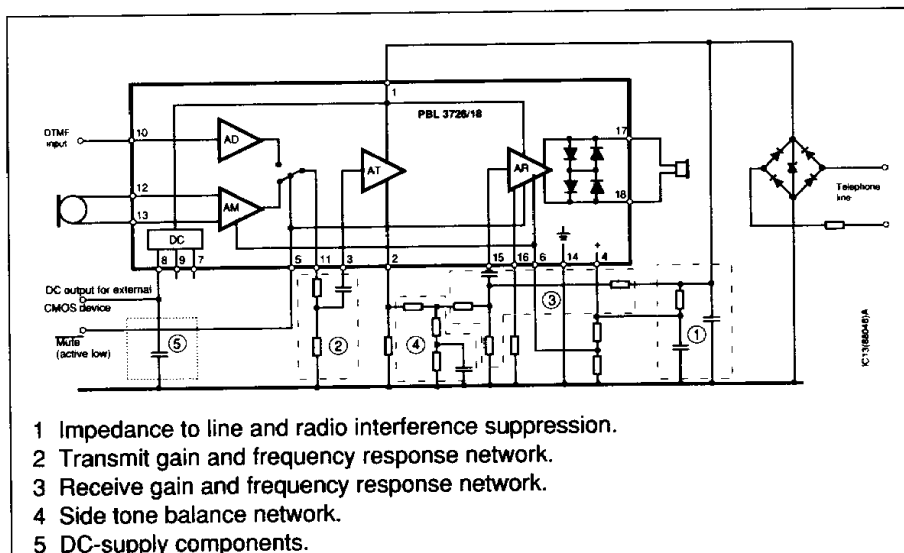 1
PBL 3726/18
DTMF
input
10
AD
17
AT
AR
12
AM
18
13
Telephone
line
DC
8 9 7
5 11 3 2 15 16 6 14 + 4
DC output for external
CMOS device
Mute
(active low)
5
2
4
3
1
IC13(88048)A
1 Impedance to line and radio interference suppression.
2 Transmit gain and frequency response network.
3 Receive gain and frequency response network.
4 Side tone balance network.
5 DC-supply components.